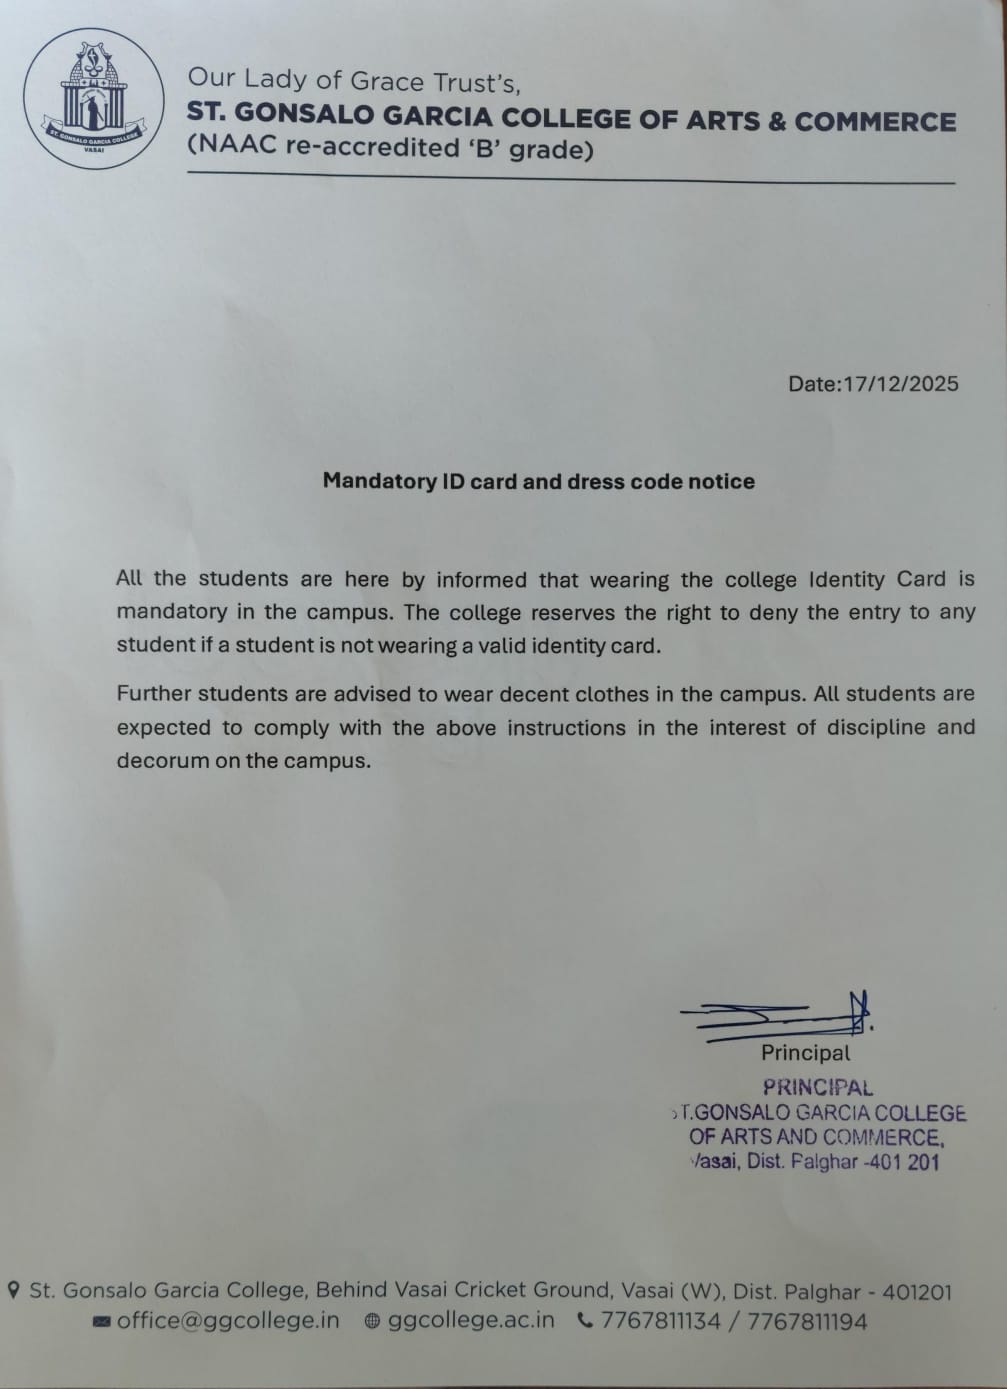 Our Lady of Grace Trust's,
ST. GONSALO GARCIA COLLEGE OF ARTS & COMMERCE
(NAAC re-accredited 'B' grade)
ST. GONSALO GARCIA COLLEGE
VASAI
Date:17/12/2025
Mandatory ID card and dress code notice
All the students are here by informed that wearing the college Identity Card is
mandatory in the campus. The college reserves the right to deny the entry to any
student if a student is not wearing a valid identity card.
Further students are advised to wear decent clothes in the campus. All students are
expected to comply with the above instructions in the interest of discipline and
decorum on the campus.
Principal
PRINCIPAL
ST.GONSALO GARCIA COLLEGE
OF ARTS AND COMMERCE,
Vasai, Dist. Palghar -401 201
St. Gonsalo Garcia College, Behind Vasai Cricket Ground, Vasai (W), Dist. Palghar - 401201
office@ggcollege.in ggcollege.ac.in 7767811134 / 7767811194